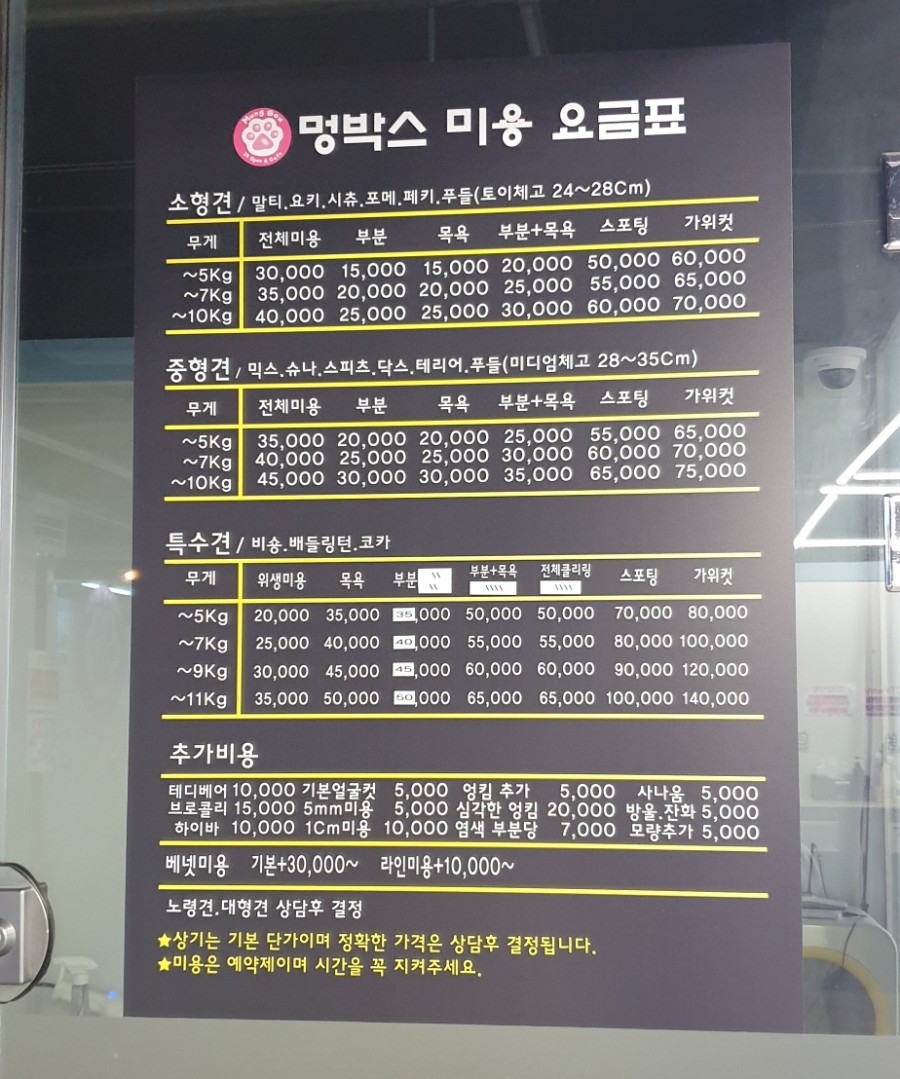 Mung Box
멍박스 미용 요금표
소형견 / 말티.요키.시츄.포메.페키.푸들(토이체고 24~28Cm)
무게 전체미용 부분 목욕 부분+목욕 스포팅 가위컷
~5Kg 30,000 15,000 15,000 20,000 50,000 60,000
~7Kg 35,000 20,000 20,000 25,000 55,000 65,000
~10Kg 40,000 25,000 25,000 30,000 60,000 70,000
중형견 / 믹스.슈나.스피츠.닥스.테리어.푸들(미디엄체고 28~35Cm)
무게 전체미용 부분 목욕 부분+목욕 스포팅 가위컷
~5Kg 35,000 20,000 20,000 25,000 55,000 65,000
~7Kg 40,000 25,000 25,000 30,000 60,000 70,000
~10Kg 45,000 30,000 30,000 35,000 65,000 75,000
특수견 / 비숑.배들링턴.코카
무게 위생미용 목욕 부분 부분+목욕 전체클리링 스포팅 가위컷
~5Kg 20,000 35,000 35,000 50,000 50,000 70,000 80,000
~7Kg 25,000 40,000 40,000 55,000 55,000 80,000 100,000
~9Kg 30,000 45,000 45,000 60,000 60,000 90,000 120,000
~11Kg 35,000 50,000 50,000 65,000 65,000 100,000 140,000
추가비용
테디베어 10,000 기본얼굴컷 5,000 엉킴 추가 5,000 사나움 5,000
브로콜리 15,000 5mm미용 5,000 심각한 엉킴 20,000 방울.잔화 5,000
하이바 10,000 1Cm미용 10,000 염색 부분당 7,000 모량추가 5,000
베넷미용 기본+30,000~ 라인미용+10,000~
노령견.대형견 상담후 결정
★상기는 기본 단가이며 정확한 가격은 상담후 결정됩니다.
★미용은 예약제이며 시간을 꼭 지켜주세요.